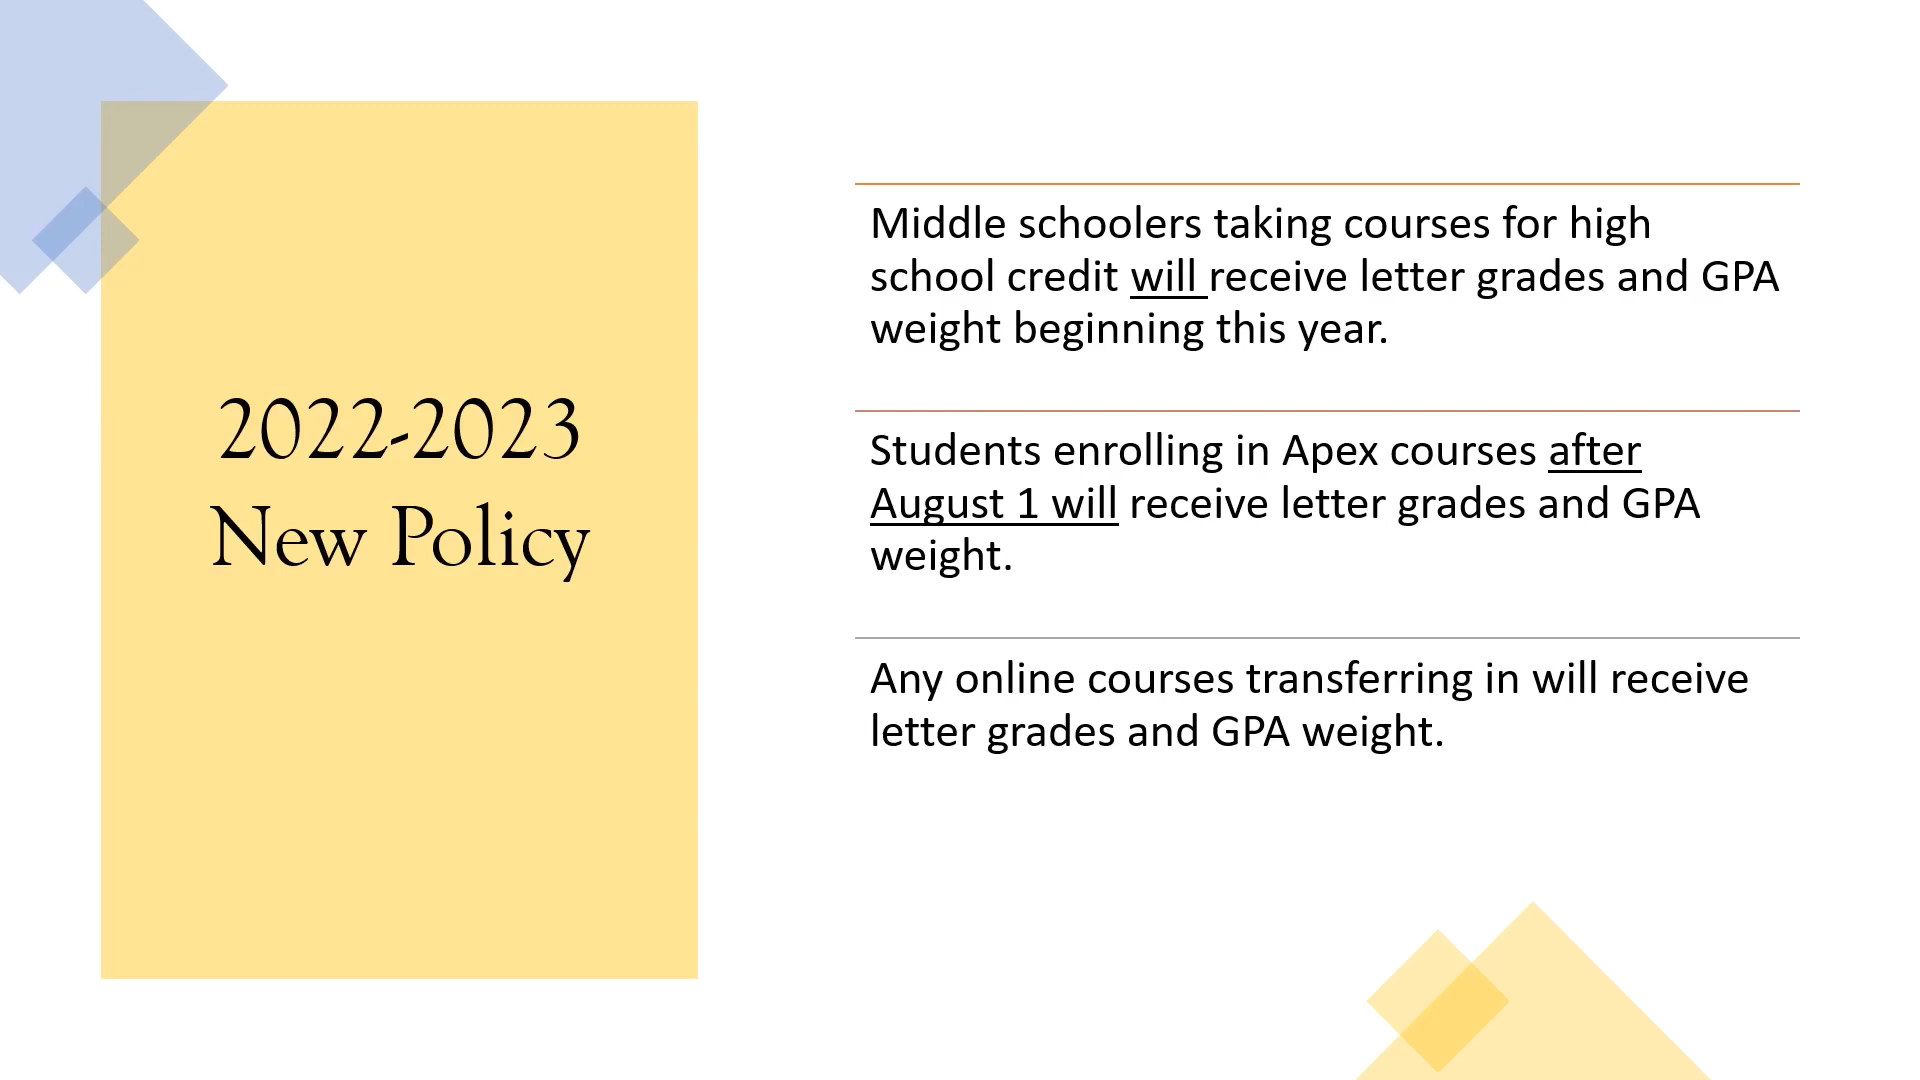 2022-2023
New Policy
Middle schoolers taking courses for high
school credit will receive letter grades and GPA
weight beginning this year.
Students enrolling in Apex courses after
August 1 will receive letter grades and GPA
weight.
Any online courses transferring in will receive
letter grades and GPA weight.